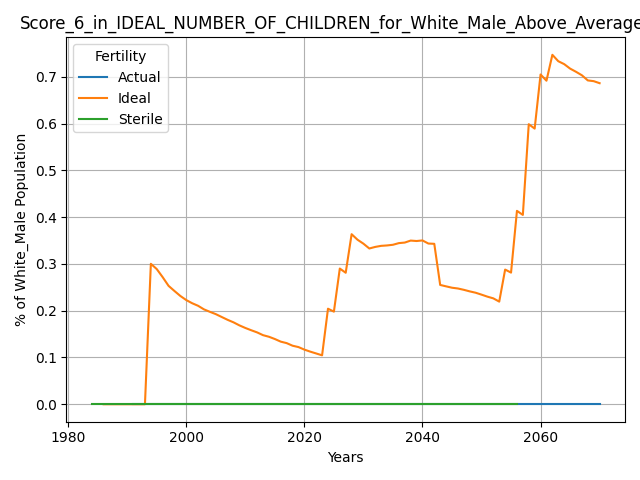 Score_6_in_IDEAL_NUMBER_OF_CHILDREN_for_White_Male_Above_Average
Fertility
Actual
Ideal
Sterile
% of White_Male Population
0.7
0.6
0.5
0.4
0.3
0.2
0.1
0.0
1980 2000 2020 2040 2060
Years